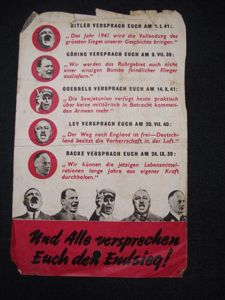 HITLER VERSPRACH EUCH AM 1.1.41:
„Das Jahr 1941 wird die Vollendung des
grössten Sieges unserer Geschichte bringen."
GÖRING VERSPRACH EUCH AM 9. VIII. 39:
„Wir werden das Ruhrgebiet auch nicht
einer einzigen Bombe feindlicher Flieger
ausliefern."
GOEBBELS VERSPRACH EUCH AM 14. X. 41:
„Die Sowjetunion verfügt heute praktisch
über keine militärisch in Betracht kommen-
den Armeen mehr."
LEY VERSPRACH EUCH AM 20. VII. 40:
„Der Weg nach England ist frei—Deutsch-
land besitzt die Vorherrschaft in der Luft."
BACKE VERSPRACH EUCH AM 24. IX. 39:
„Wir können die jetzigen Lebensmittel-
rationen lange Jahre aus eigener Kraft
durchhalten."
Und Alle versprechen
Euch den Endsieg!